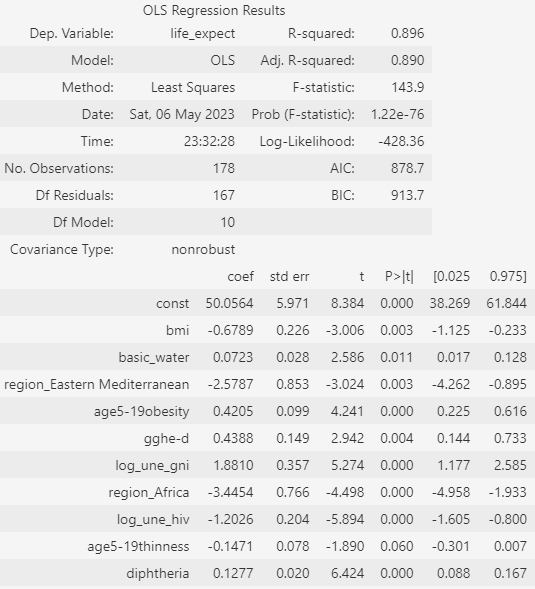 OLS Regression Results
Dep. Variable: life_expect R-squared: 0.896
Model: OLS Adj. R-squared: 0.890
Method: Least Squares F-statistic: 143.9
Date: Sat, 06 May 2023 Prob (F-statistic): 1.22e-76
Time: 23:32:28 Log-Likelihood: -428.36
No. Observations: 178 AIC: 878.7
Df Residuals: 167 BIC: 913.7
Df Model: 10
Covariance Type: nonrobust
coef std err t P>|t| [0.025 0.975]
const 50.0564 5.971 8.384 0.000 38.269 61.844
bmi -0.6789 0.226 -3.006 0.003 -1.125 -0.233
basic_water 0.0723 0.028 2.586 0.011 0.017 0.128
region_Eastern Mediterranean -2.5787 0.853 -3.024 0.003 -4.262 -0.895
age5-19obesity 0.4205 0.099 4.241 0.000 0.225 0.616
gghe-d 0.4388 0.149 2.942 0.004 0.144 0.733
log_une_gni 1.8810 0.357 5.274 0.000 1.177 2.585
region_Africa -3.4454 0.766 -4.498 0.000 -4.958 -1.933
log_une_hiv -1.2026 0.204 -5.894 0.000 -1.605 -0.800
age5-19thinness -0.1471 0.078 -1.890 0.060 -0.301 0.007
diphtheria 0.1277 0.020 6.424 0.000 0.088 0.167